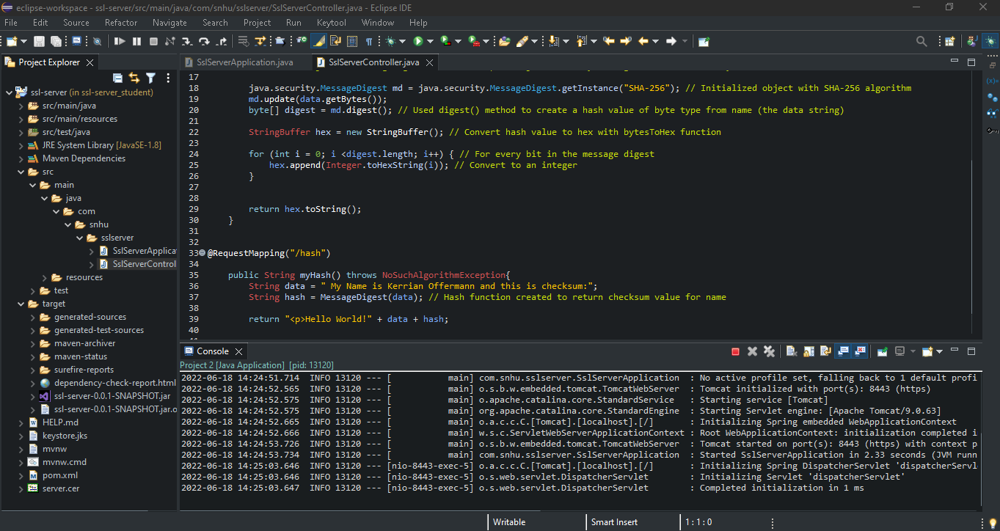 eclipse-workspace - ssl-server/src/main/java/com/snhu/sslserver/SslServerController.java - Eclipse IDE
File Edit Source Refactor Navigate Search Project Run Keytool Window Help
Project Explorer
SslServerApplication.java
SslServerController.java
ssl-server (in ssl-server_student)
src/main/java
src/main/resources
src/test/java
JRE System Library [JavaSE-1.8]
Maven Dependencies
src
main
java
com
snhu
sslserver
SslServerApplica
SslServerControl
resources
test
target
generated-sources
generated-test-sources
maven-archiver
maven-status
surefire-reports
dependency-check-report.html
ssl-server-0.0.1-SNAPSHOT.jar
ssl-server-0.0.1-SNAPSHOT.jar.o
HELP.md
keystore.jks
mvnw
mvnw.cmd
pom.xml
server.cer
17
18 java.security.MessageDigest md = java.security.MessageDigest.getInstance("SHA-256"); // Initialized object with SHA-256 algorithm
19 md.update(data.getBytes());
20 byte[] digest = md.digest(); // Used digest() method to create a hash value of byte type from name (the data string)
21
22 StringBuffer hex = new StringBuffer(); // Convert hash value to hex with bytesToHex function
23
24 for (int i = 0; i <digest.length; i++) { // For every bit in the message digest
25 hex.append(Integer.toHexString(i)); // Convert to an integer
26 }
27
28
29 return hex.toString();
30 }
31
32
33 @RequestMapping("/hash")
34
35 public String myHash() throws NoSuchAlgorithmException{
36 String data = " My Name is Kerrian Offermann and this is checksum:";
37 String hash = MessageDigest(data); // Hash function created to return checksum value for name
38
39 return "<p>Hello World!" + data + hash;
40
Console
Project 2 [Java Application] [pid: 13120]
2022-06-18 14:24:51.714 INFO 13120 --- [ main] com.snhu.sslserver.SslServerApplication : No active profile set, falling back to 1 default profi
2022-06-18 14:24:52.565 INFO 13120 --- [ main] o.s.b.w.embedded.tomcat.TomcatWebServer : Tomcat initialized with port(s): 8443 (https)
2022-06-18 14:24:52.575 INFO 13120 --- [ main] o.apache.catalina.core.StandardService : Starting service [Tomcat]
2022-06-18 14:24:52.575 INFO 13120 --- [ main] org.apache.catalina.core.StandardEngine : Starting Servlet engine: [Apache Tomcat/9.0.63]
2022-06-18 14:24:52.665 INFO 13120 --- [ main] o.a.c.c.C.[Tomcat].[localhost].[/] : Initializing Spring embedded WebApplicationContext
2022-06-18 14:24:52.666 INFO 13120 --- [ main] w.s.c.ServletWebServerApplicationContext : Root WebApplicationContext: initialization completed i
2022-06-18 14:24:53.726 INFO 13120 --- [ main] o.s.b.w.embedded.tomcat.TomcatWebServer : Tomcat started on port(s): 8443 (https) with context p
2022-06-18 14:24:53.734 INFO 13120 --- [ main] com.snhu.sslserver.SslServerApplication : Started SslServerApplication in 2.33 seconds (JVM runn
2022-06-18 14:25:03.646 INFO 13120 --- [nio-8443-exec-5] o.a.c.c.C.[Tomcat].[localhost].[/] : Initializing Spring DispatcherServlet 'dispatcherServl
2022-06-18 14:25:03.646 INFO 13120 --- [nio-8443-exec-5] o.s.web.servlet.DispatcherServlet : Initializing Servlet 'dispatcherServlet'
2022-06-18 14:25:03.647 INFO 13120 --- [nio-8443-exec-5] o.s.web.servlet.DispatcherServlet : Completed initialization in 1 ms
Writable Smart Insert 1 : 1 : 0